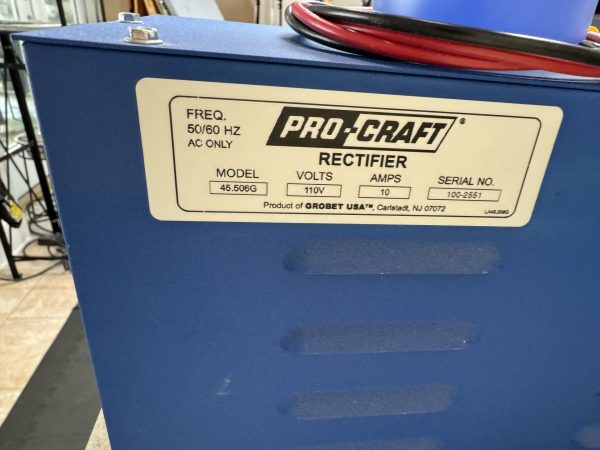 FREQ.
50/60 HZ
AC ONLY
PRO-CRAFT®
RECTIFIER
MODEL VOLTS AMPS SERIAL NO.
45.506G 110V 10 100-2551
Product of GROBET USA™, Carlstadt, NJ 07072